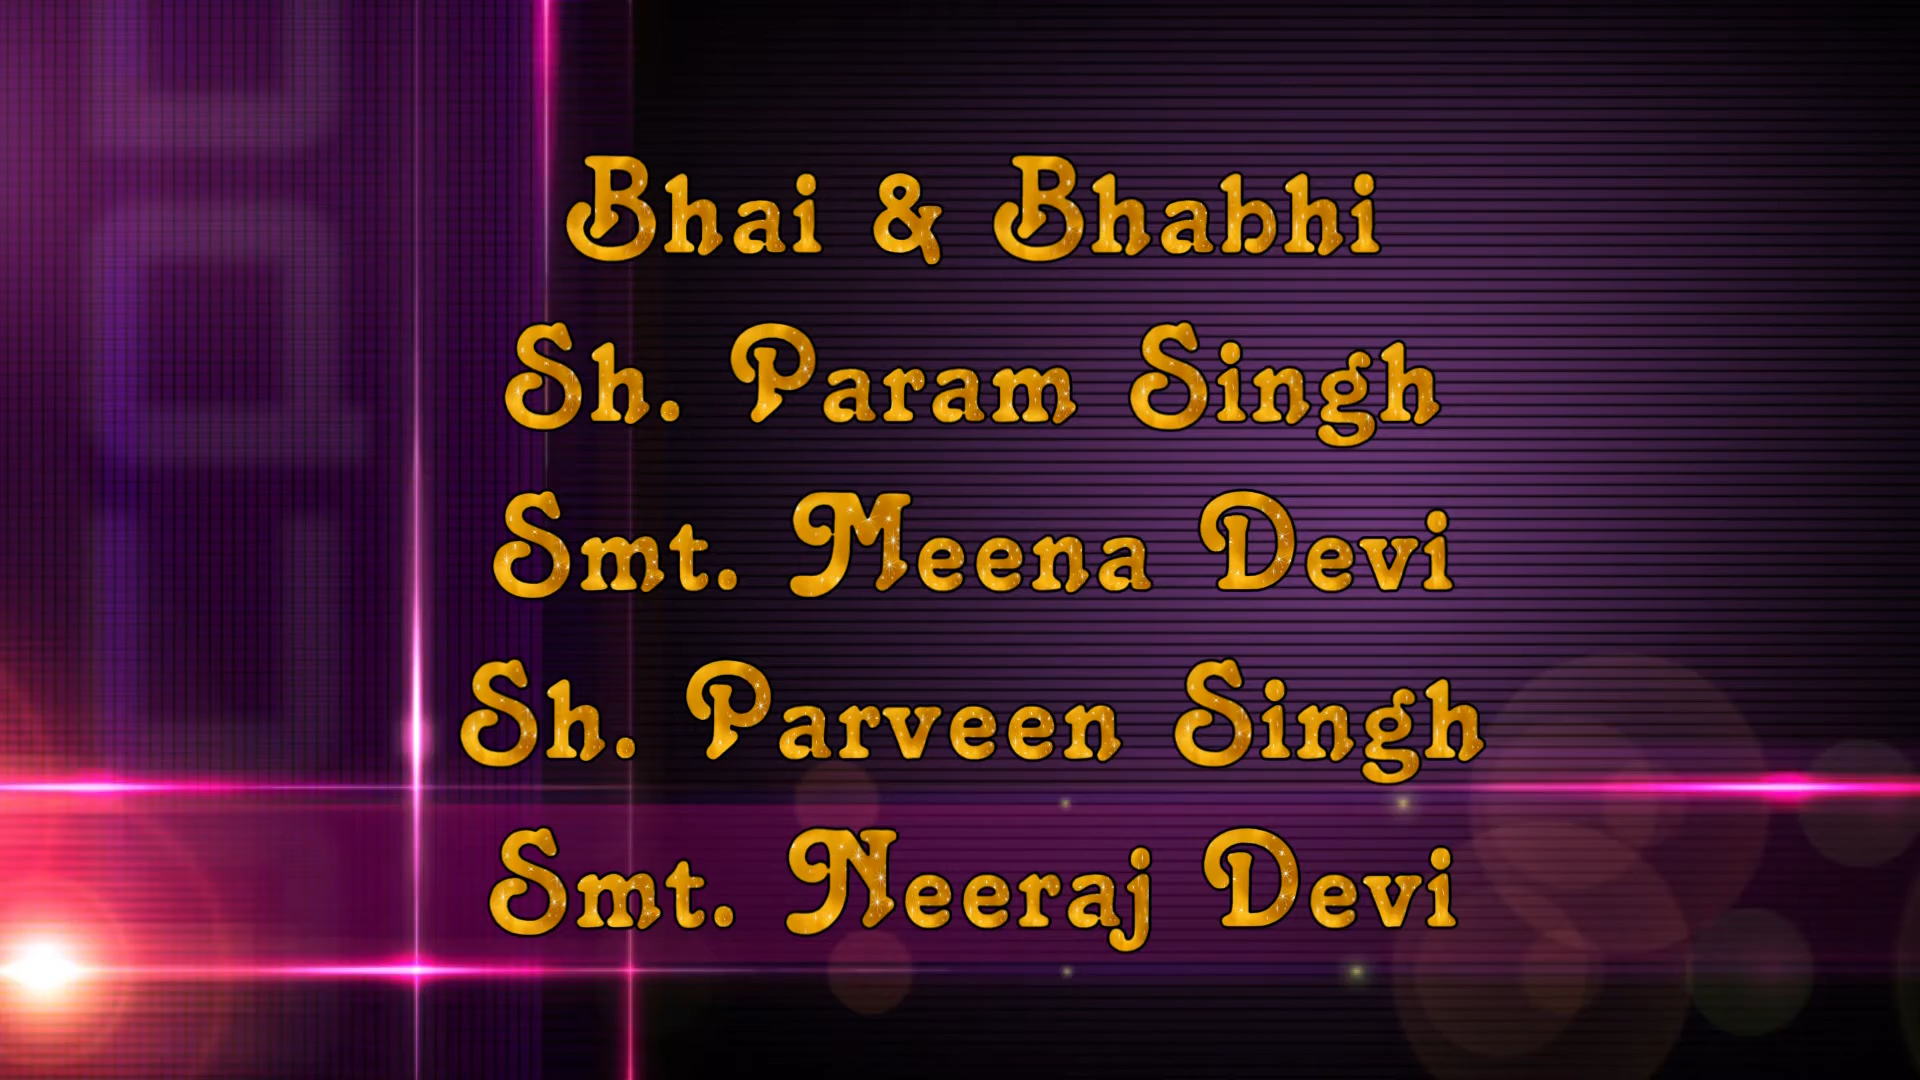 Bhai & Bhabhi
Sh. Param Singh
Smt. Meena Devi
Sh. Parveen Singh
Smt. Neeraj Devi